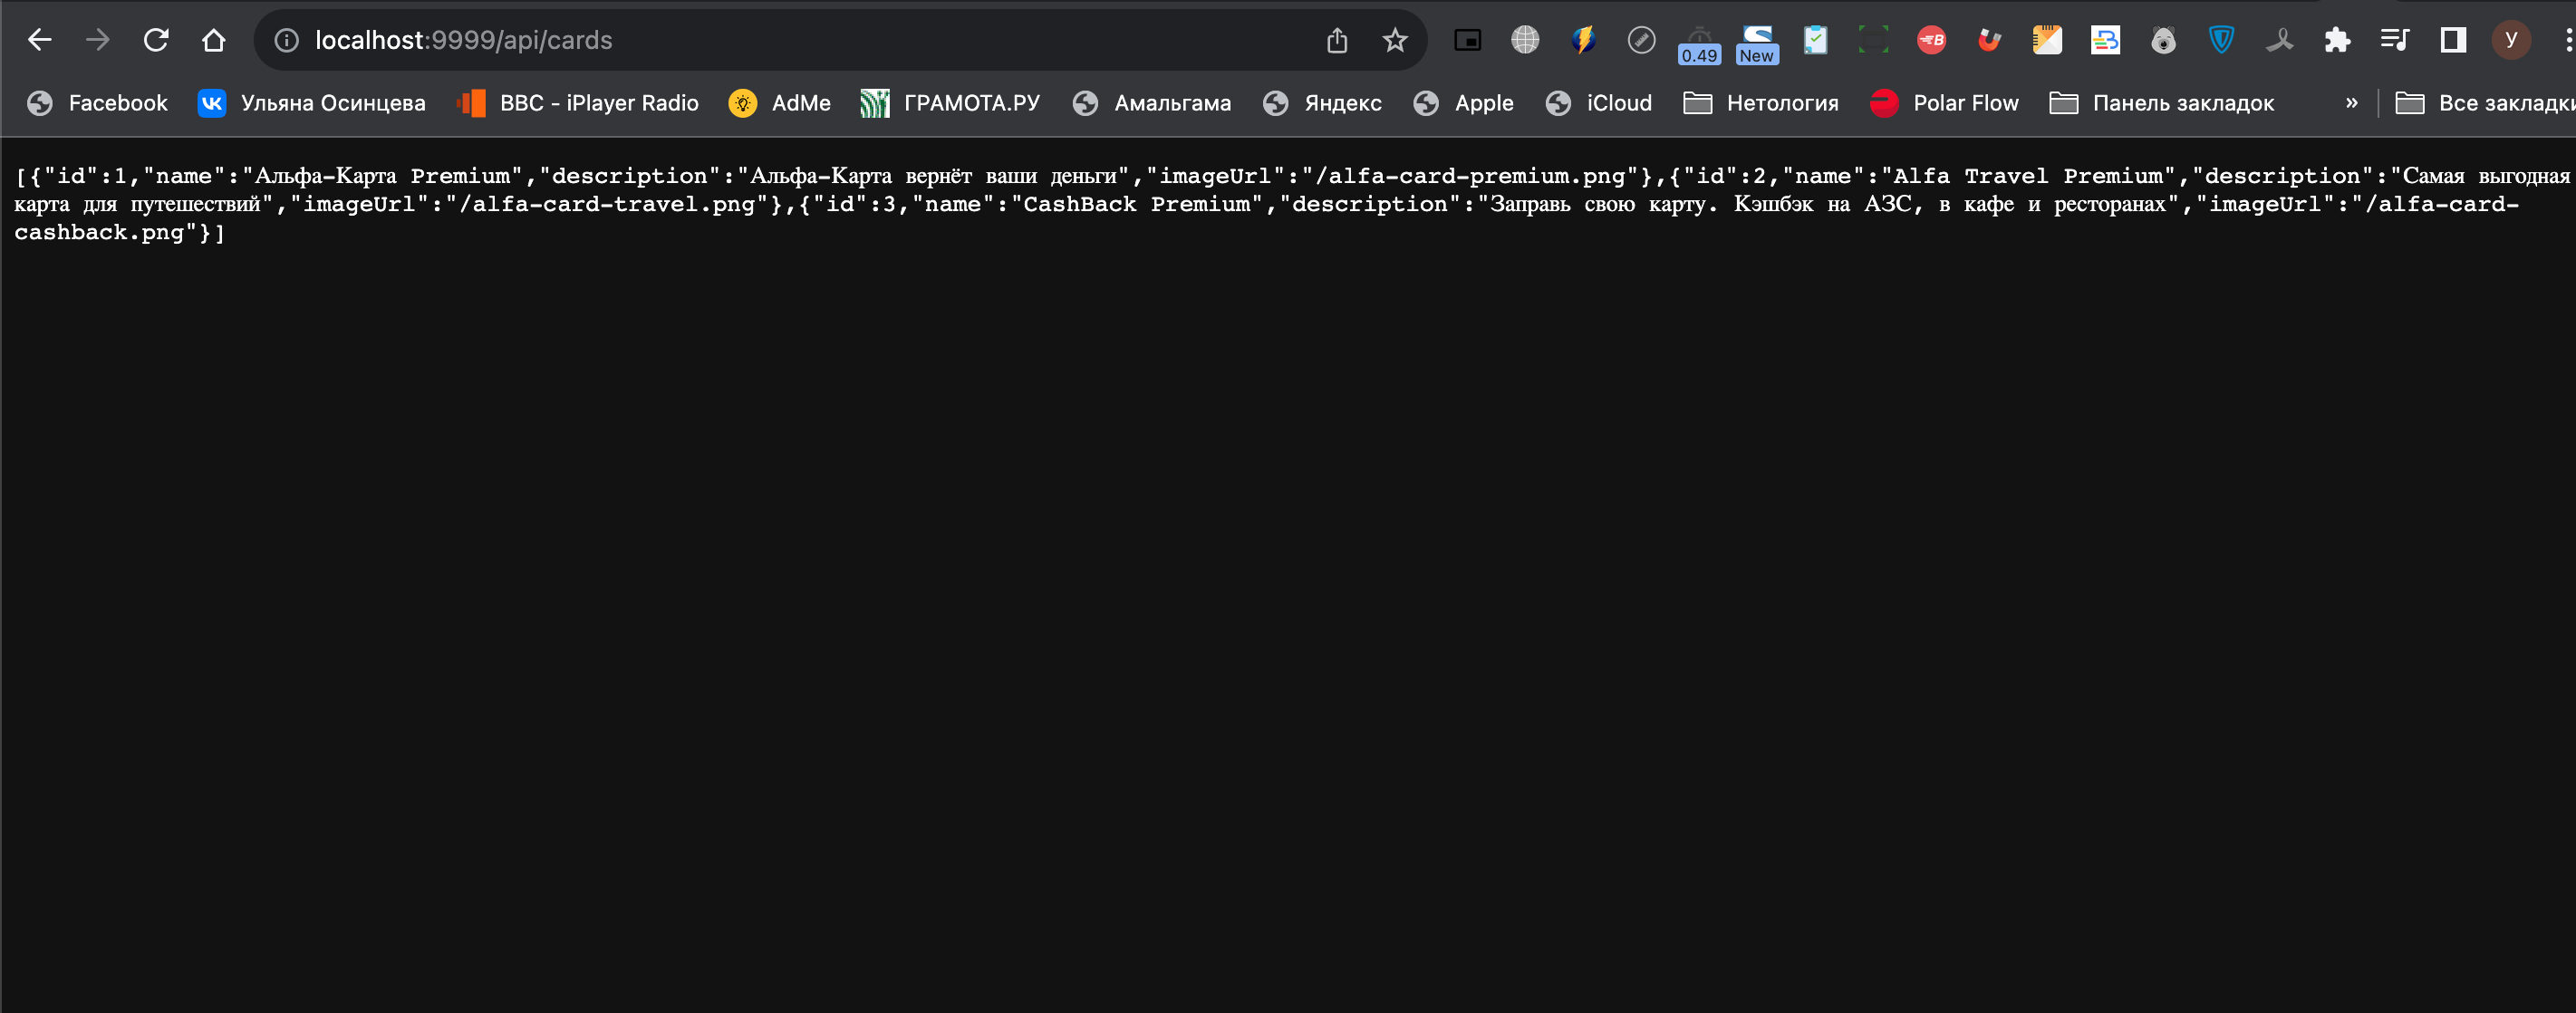 localhost:9999/api/cards
0.49 New У
Facebook Ульяна Осинцева BBC - iPlayer Radio AdMe ГРАМОТА.РУ Амальгама Яндекс Apple iCloud Нетология Polar Flow Панель закладок » Все закладки
[{"id":1,"name":"Альфа-Карта Premium","description":"Альфа-Карта вернёт ваши деньги","imageUrl":"/alfa-card-premium.png"},{"id":2,"name":"Alfa Travel Premium","description":"Самая выгодная
карта для путешествий","imageUrl":"/alfa-card-travel.png"},{"id":3,"name":"CashBack Premium","description":"Заправь свою карту. Кэшбэк на АЗС, в кафе и ресторанах","imageUrl":"/alfa-card-
cashback.png"}]